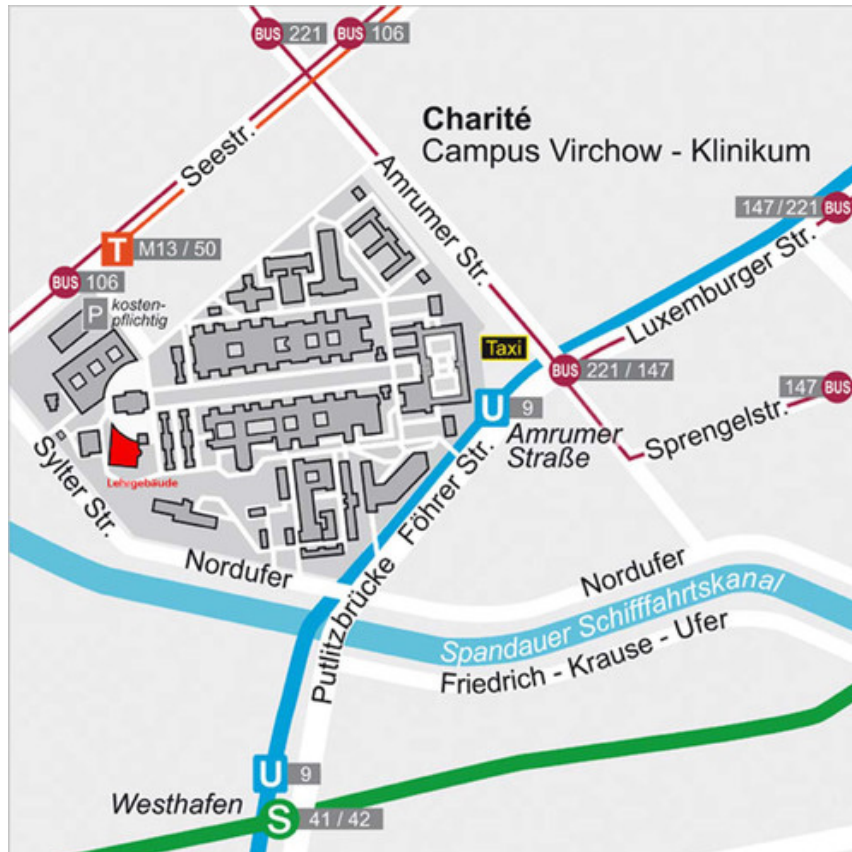 BUS 221
BUS 106
Charité
Campus Virchow - Klinikum
Seestr.
Amrumer Str.
147/221 BUS
T M13 / 50
Luxemburger Str.
BUS 106
P kosten-
pflichtig
Taxi
BUS 221 / 147
147 BUS
U 9
Amrumer
Straße
Sprengelstr.
Sylter Str.
Lehrgebäude
Föhrer Str.
Nordufer
Nordufer
Putlitzbrücke
Spandauer Schifffahrtskanal
Friedrich - Krause - Ufer
U 9
Westhafen
S 41 / 42